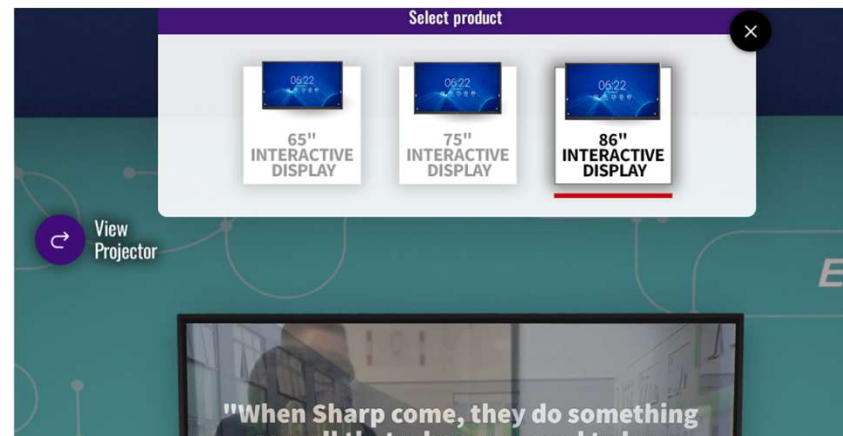 Select product
06:22
06:22
06:22
65"
INTERACTIVE
DISPLAY
75"
INTERACTIVE
DISPLAY
86"
INTERACTIVE
DISPLAY
View
Projector
E
"When Sharp come, they do something